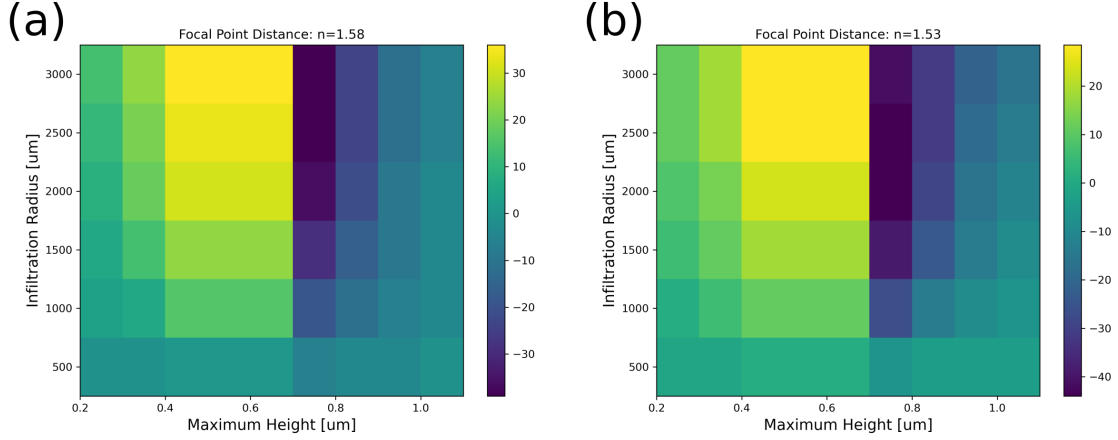 (a)
Focal Point Distance: n=1.58
Infiltration Radius [um]
3000
2500
2000
1500
1000
500
0.2 0.4 0.6 0.8 1.0
Maximum Height [um]
30
20
10
0
−10
−20
−30
(b)
Focal Point Distance: n=1.53
Infiltration Radius [um]
3000
2500
2000
1500
1000
500
0.2 0.4 0.6 0.8 1.0
Maximum Height [um]
20
10
0
−10
−20
−30
−40